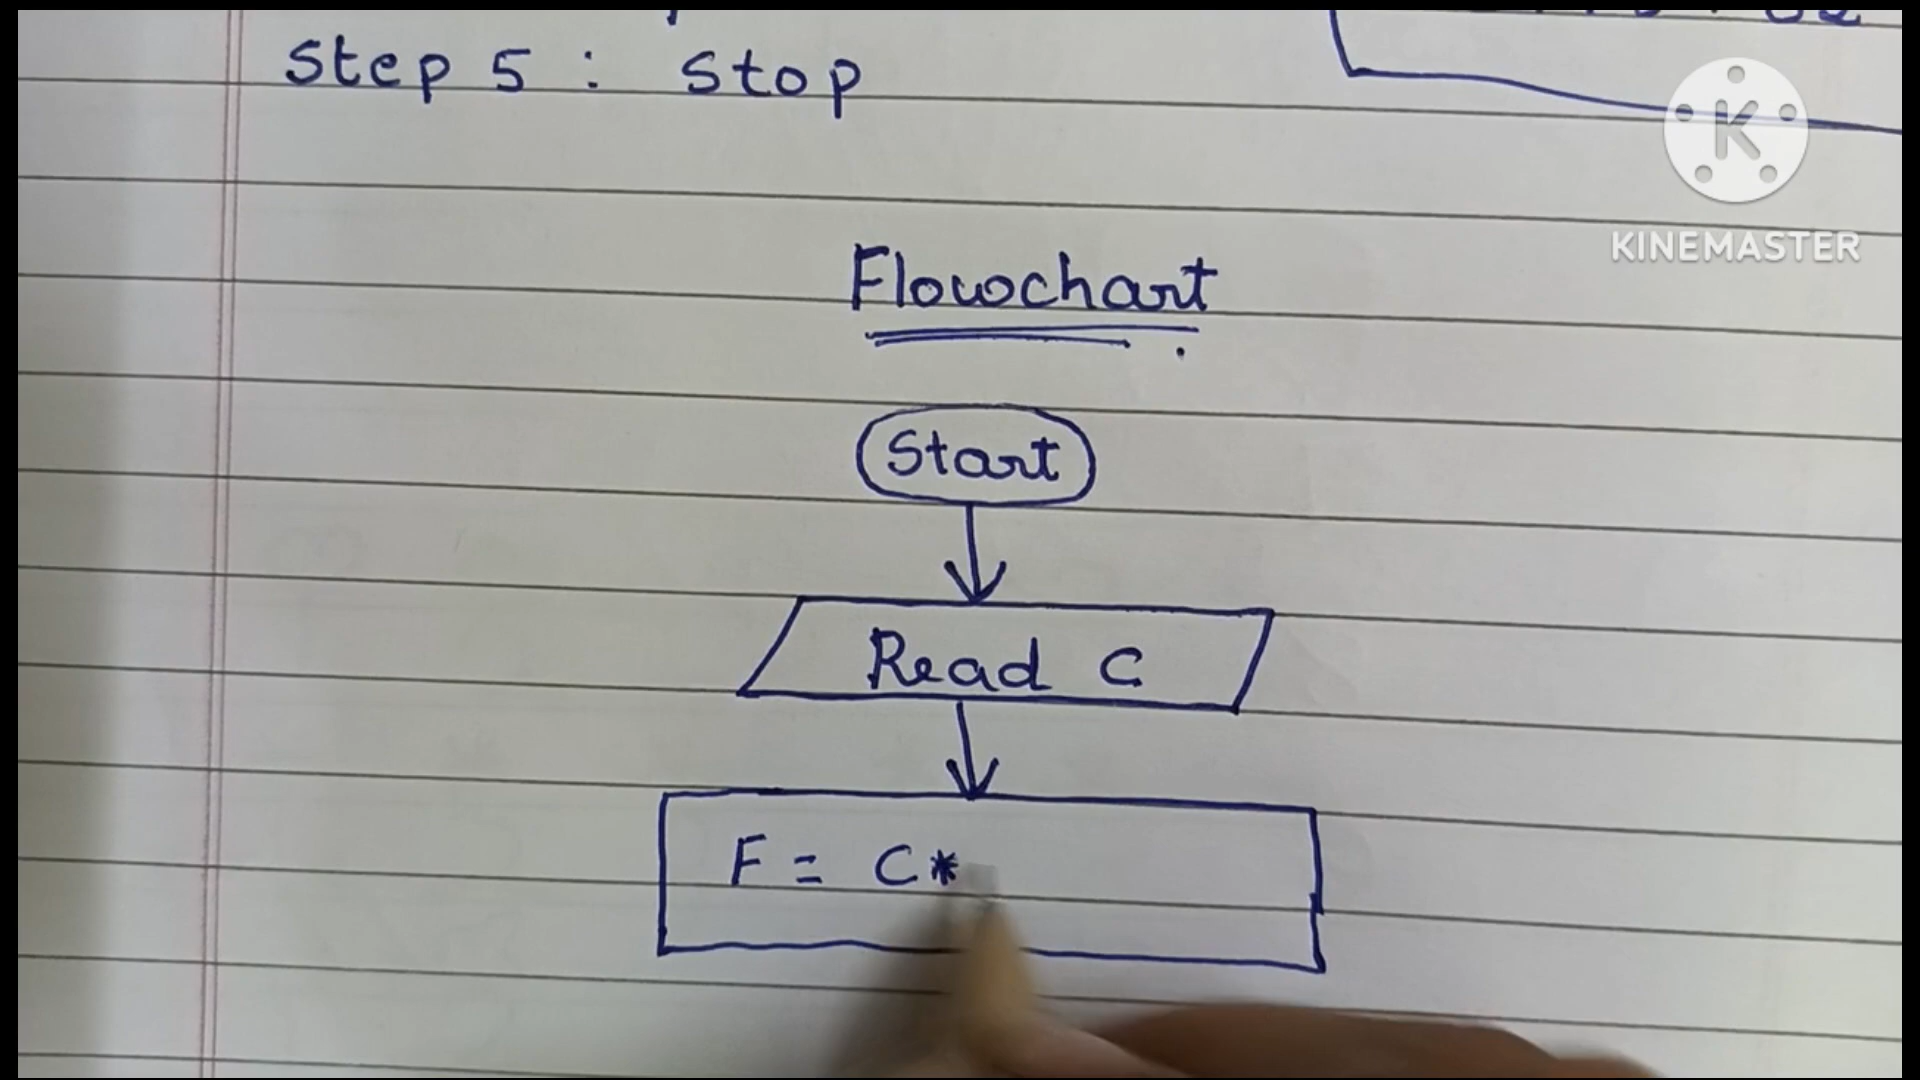 Step 5 : Stop
K
KINEMASTER
Flowchart
Start
Read C
F = C*